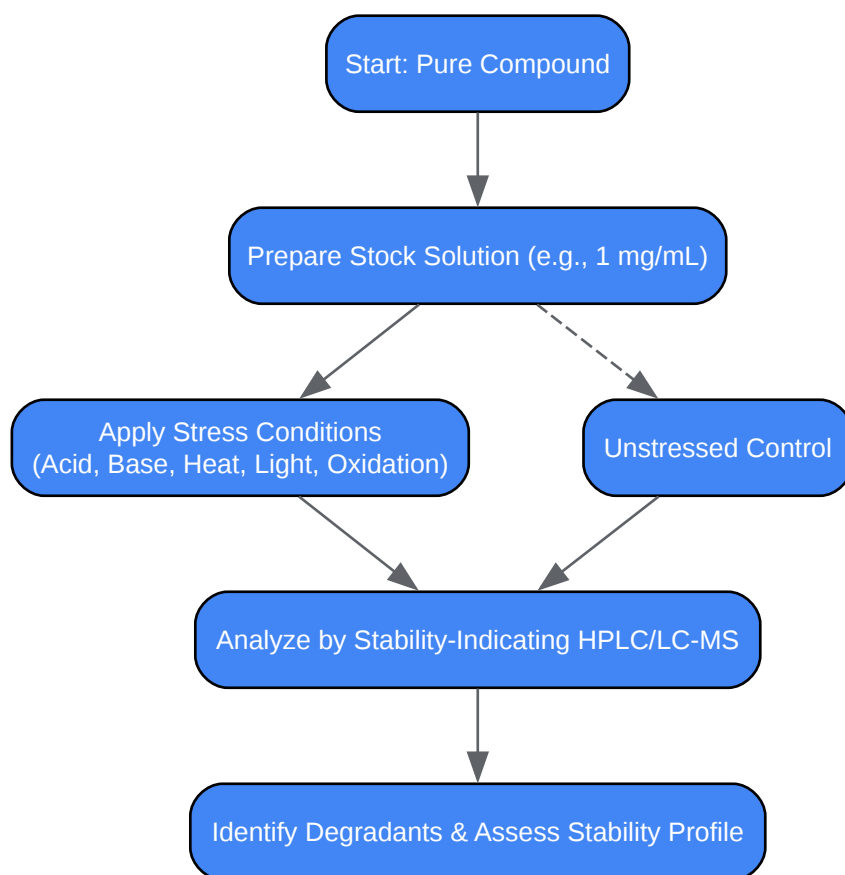 Start: Pure Compound
Prepare Stock Solution (e.g., 1 mg/mL)
Apply Stress Conditions
(Acid, Base, Heat, Light, Oxidation)
Unstressed Control
Analyze by Stability-Indicating HPLC/LC-MS
Identify Degradants & Assess Stability Profile